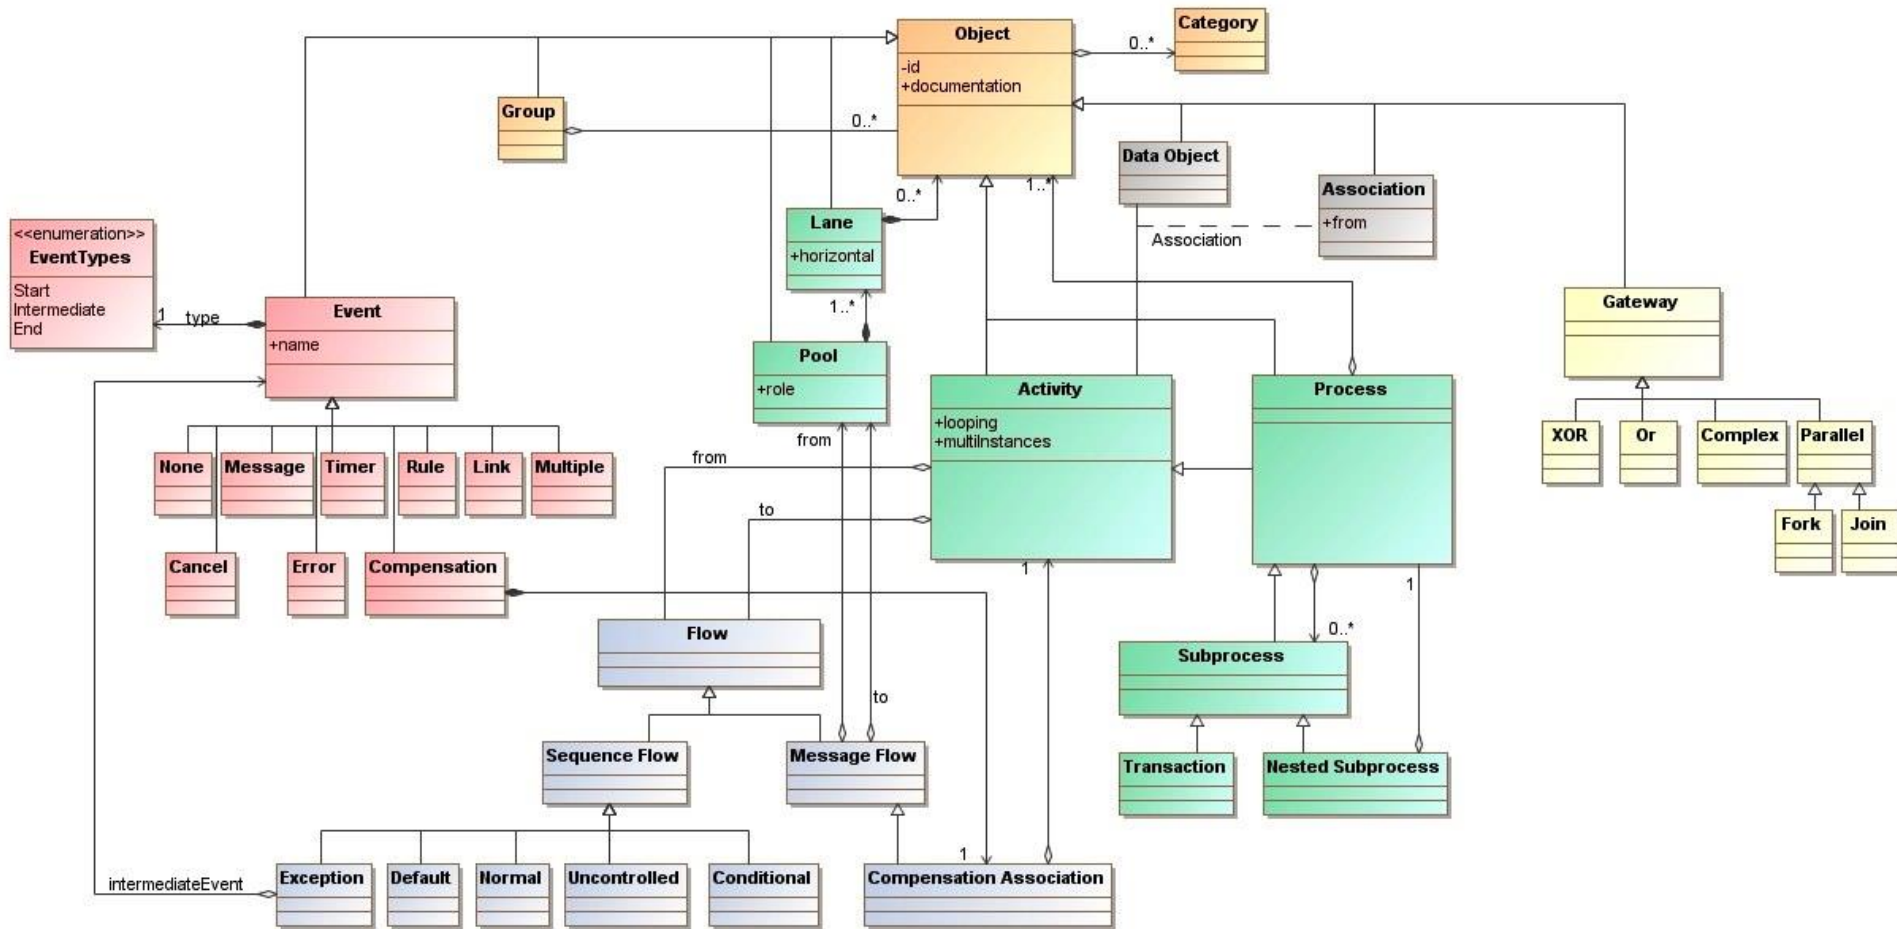 Object
-id
+documentation
Category
0..*
Group
0..*
Data Object
Association
+from
Association
0..*
1..*
Lane
+horizontal
1..*
<<enumeration>>
EventTypes
Start
Intermediate
End
1
type
Event
+name
Pool
+role
Gateway
Activity
+looping
+multiInstances
Process
from
from
to
None
Message
Timer
Rule
Link
Multiple
XOR
Or
Complex
Parallel
Fork
Join
Cancel
Error
Compensation
1
1
Flow
0..*
Subprocess
to
Sequence Flow
Message Flow
Transaction
Nested Subprocess
1
intermediateEvent
Exception
Default
Normal
Uncontrolled
Conditional
Compensation Association